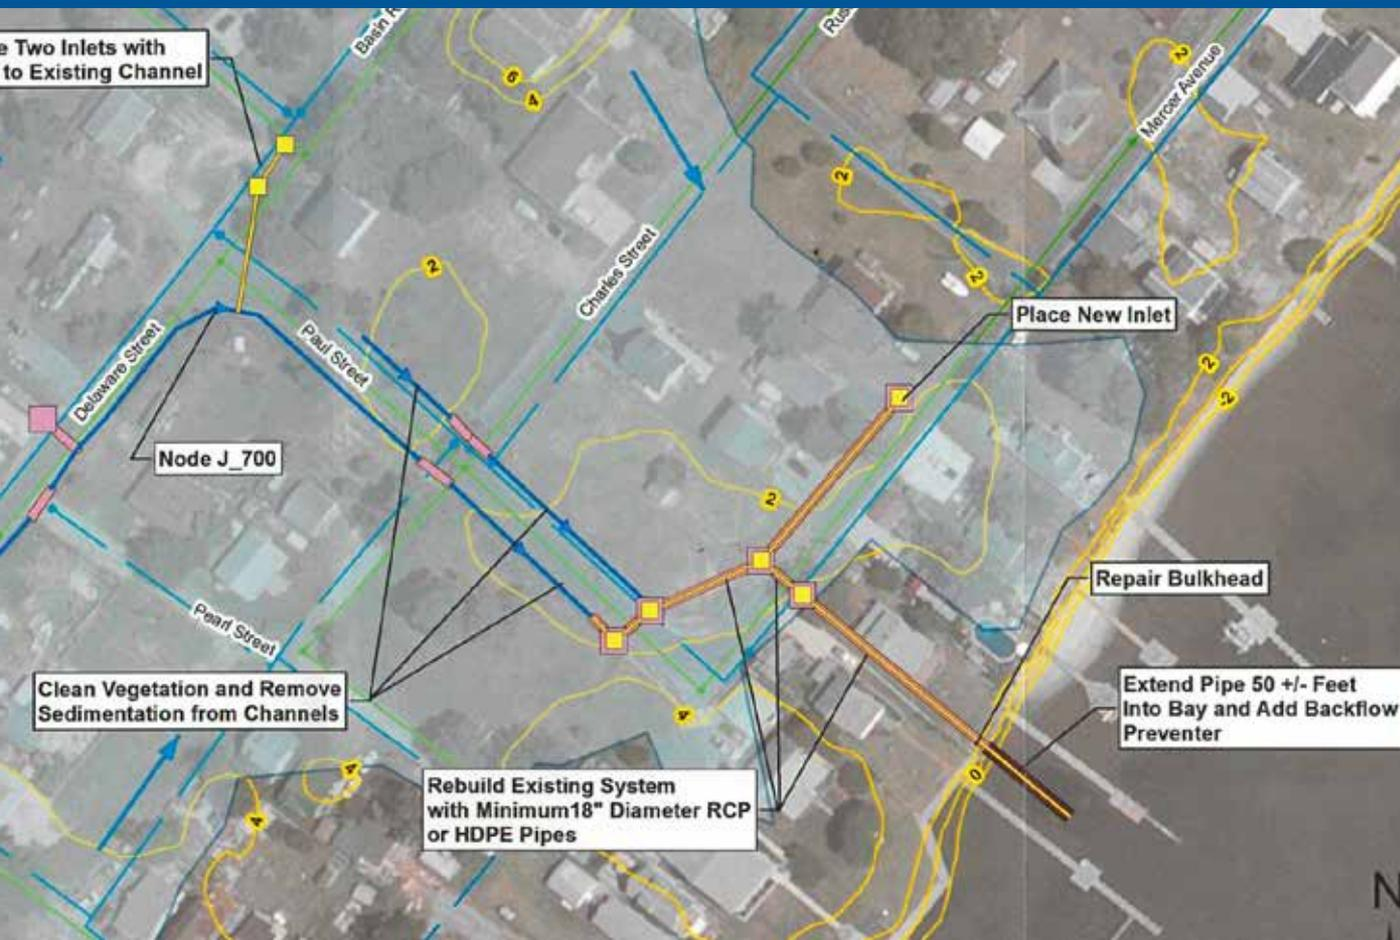 e Two Inlets with
to Existing Channel
Basin
6
4
2
Mercer Avenue
2
Charles Street
2
2
Place New Inlet
Delaware Street
Paul Street
2
2
Node J_700
2
Repair Bulkhead
Pearl Street
Clean Vegetation and Remove
Sedimentation from Channels
Extend Pipe 50 +/- Feet
Into Bay and Add Backflow
Preventer
4
4
4
0
Rebuild Existing System
with Minimum18" Diameter RCP
or HDPE Pipes
N